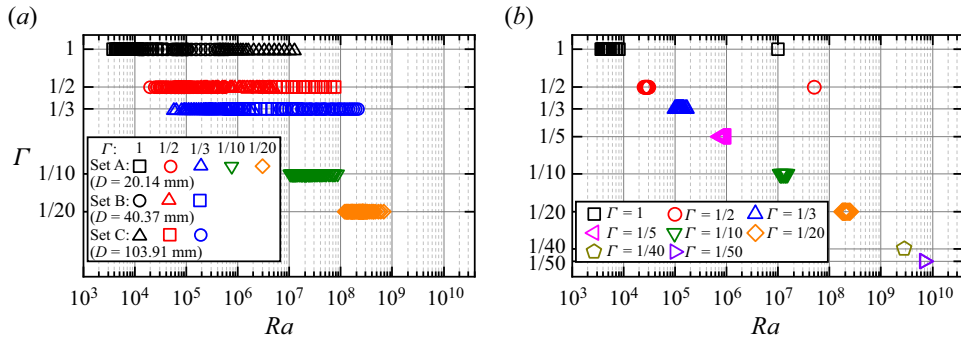 (a)
Γ
1
1/2
1/3
1/10
1/20
Γ: 1 1/2 1/3 1/10 1/20
Set A:
(D = 20.14 mm)
Set B:
(D = 40.37 mm)
Set C:
(D = 103.91 mm)
10³ 10⁴ 10⁵ 10⁶ 10⁷ 10⁸ 10⁹ 10¹⁰
Ra
(b)
1
1/2
1/3
1/5
1/10
1/20
1/40
1/50
Γ = 1 Γ = 1/2 Γ = 1/3
Γ = 1/5 Γ = 1/10 Γ = 1/20
Γ = 1/40 Γ = 1/50
10³ 10⁴ 10⁵ 10⁶ 10⁷ 10⁸ 10⁹ 10¹⁰
Ra